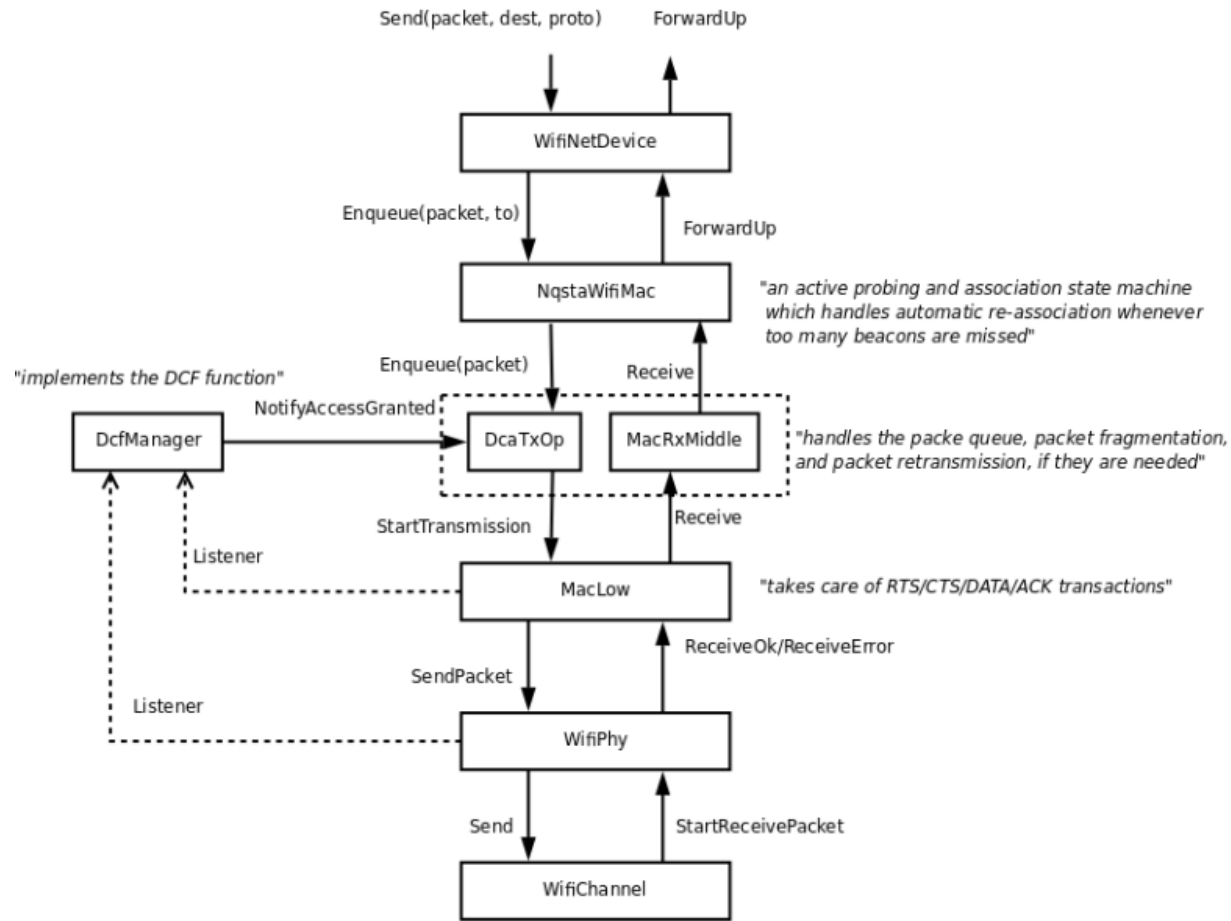 Send(packet, dest, proto)
ForwardUp
WifiNetDevice
Enqueue(packet, to)
ForwardUp
NqstaWifiMac
"an active probing and association state machine
which handles automatic re-association whenever
too many beacons are missed"
Enqueue(packet)
Receive
"implements the DCF function"
NotifyAccessGranted
DcfManager
DcaTxOp
MacRxMiddle
"handles the packe queue, packet fragmentation,
and packet retransmission, if they are needed"
StartTransmission
Receive
Listener
MacLow
"takes care of RTS/CTS/DATA/ACK transactions"
ReceiveOk/ReceiveError
SendPacket
Listener
WifiPhy
Send
StartReceivePacket
WifiChannel